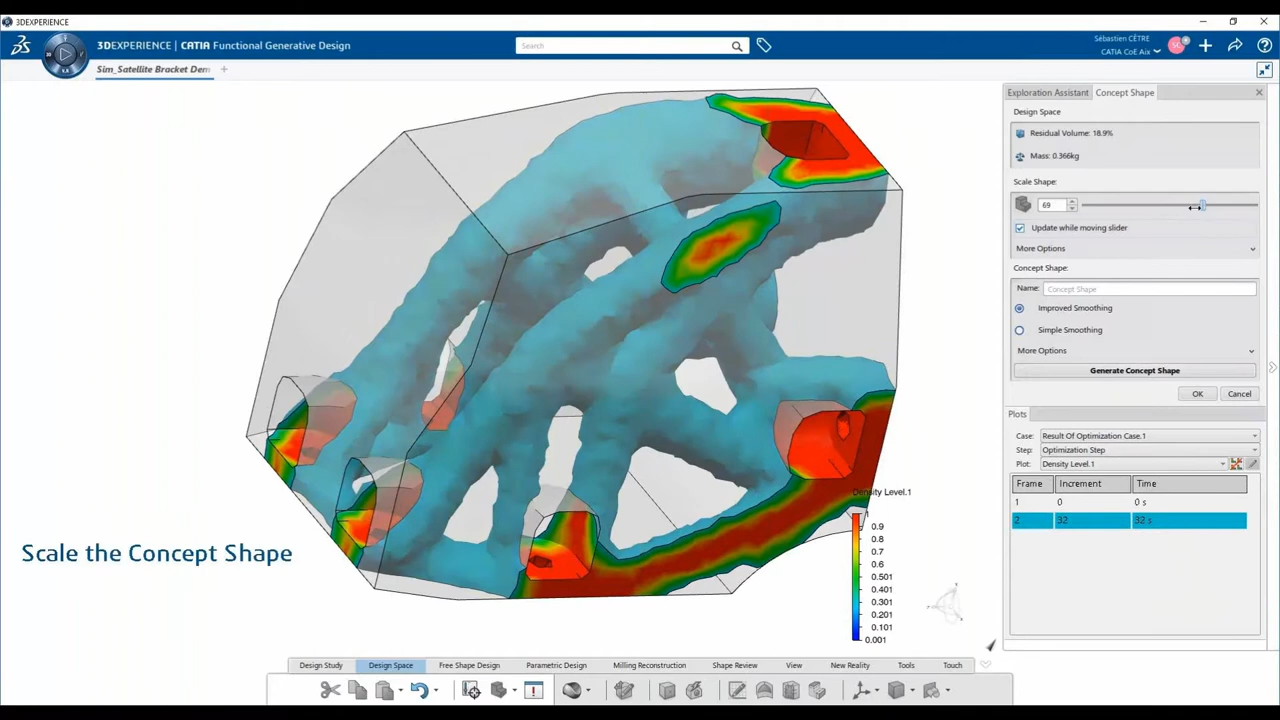 3DEXPERIENCE
3DEXPERIENCE | CATIA Functional Generative Design
Search
Sébastien CÈTRE
CATIA CoE Aix
Sim_Satellite Bracket Dem
Exploration Assistant
Concept Shape
Design Space
Residual Volume: 18.9%
Mass: 0.366kg
Scale Shape:
69
Update while moving slider
More Options
Concept Shape:
Name: Concept Shape
Improved Smoothing
Simple Smoothing
More Options
Generate Concept Shape
OK Cancel
Plots
Case: Result Of Optimization Case.1
Step: Optimization Step
Plot: Density Level.1
Frame Increment Time
1 0 0 s
2 32 32 s
Density Level.1
1
0.9
0.8
0.7
0.6
0.501
0.401
0.301
0.201
0.101
0.001
Scale the Concept Shape
Design Study Design Space Free Shape Design Parametric Design Milling Reconstruction Shape Review View New Reality Tools Touch